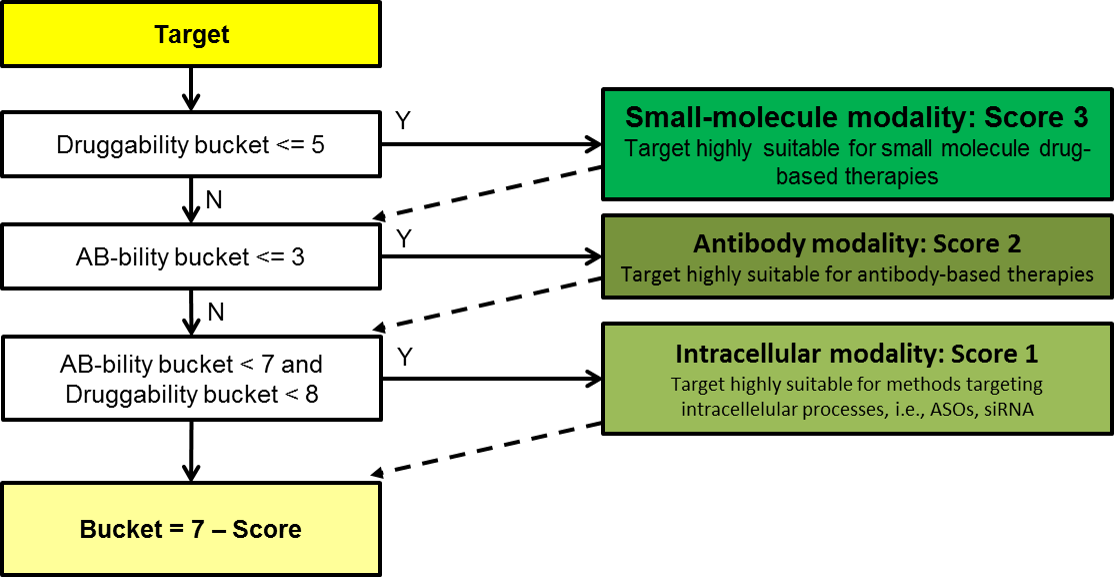 Target
Druggability bucket <= 5
Y
Small-molecule modality: Score 3
Target highly suitable for small molecule drug-
based therapies
N
AB-bility bucket <= 3
Y
Antibody modality: Score 2
Target highly suitable for antibody-based therapies
N
AB-bility bucket < 7 and
Druggability bucket < 8
Y
Intracellular modality: Score 1
Target highly suitable for methods targeting
intracellelular processes, i.e., ASOs, siRNA
Bucket = 7 – Score